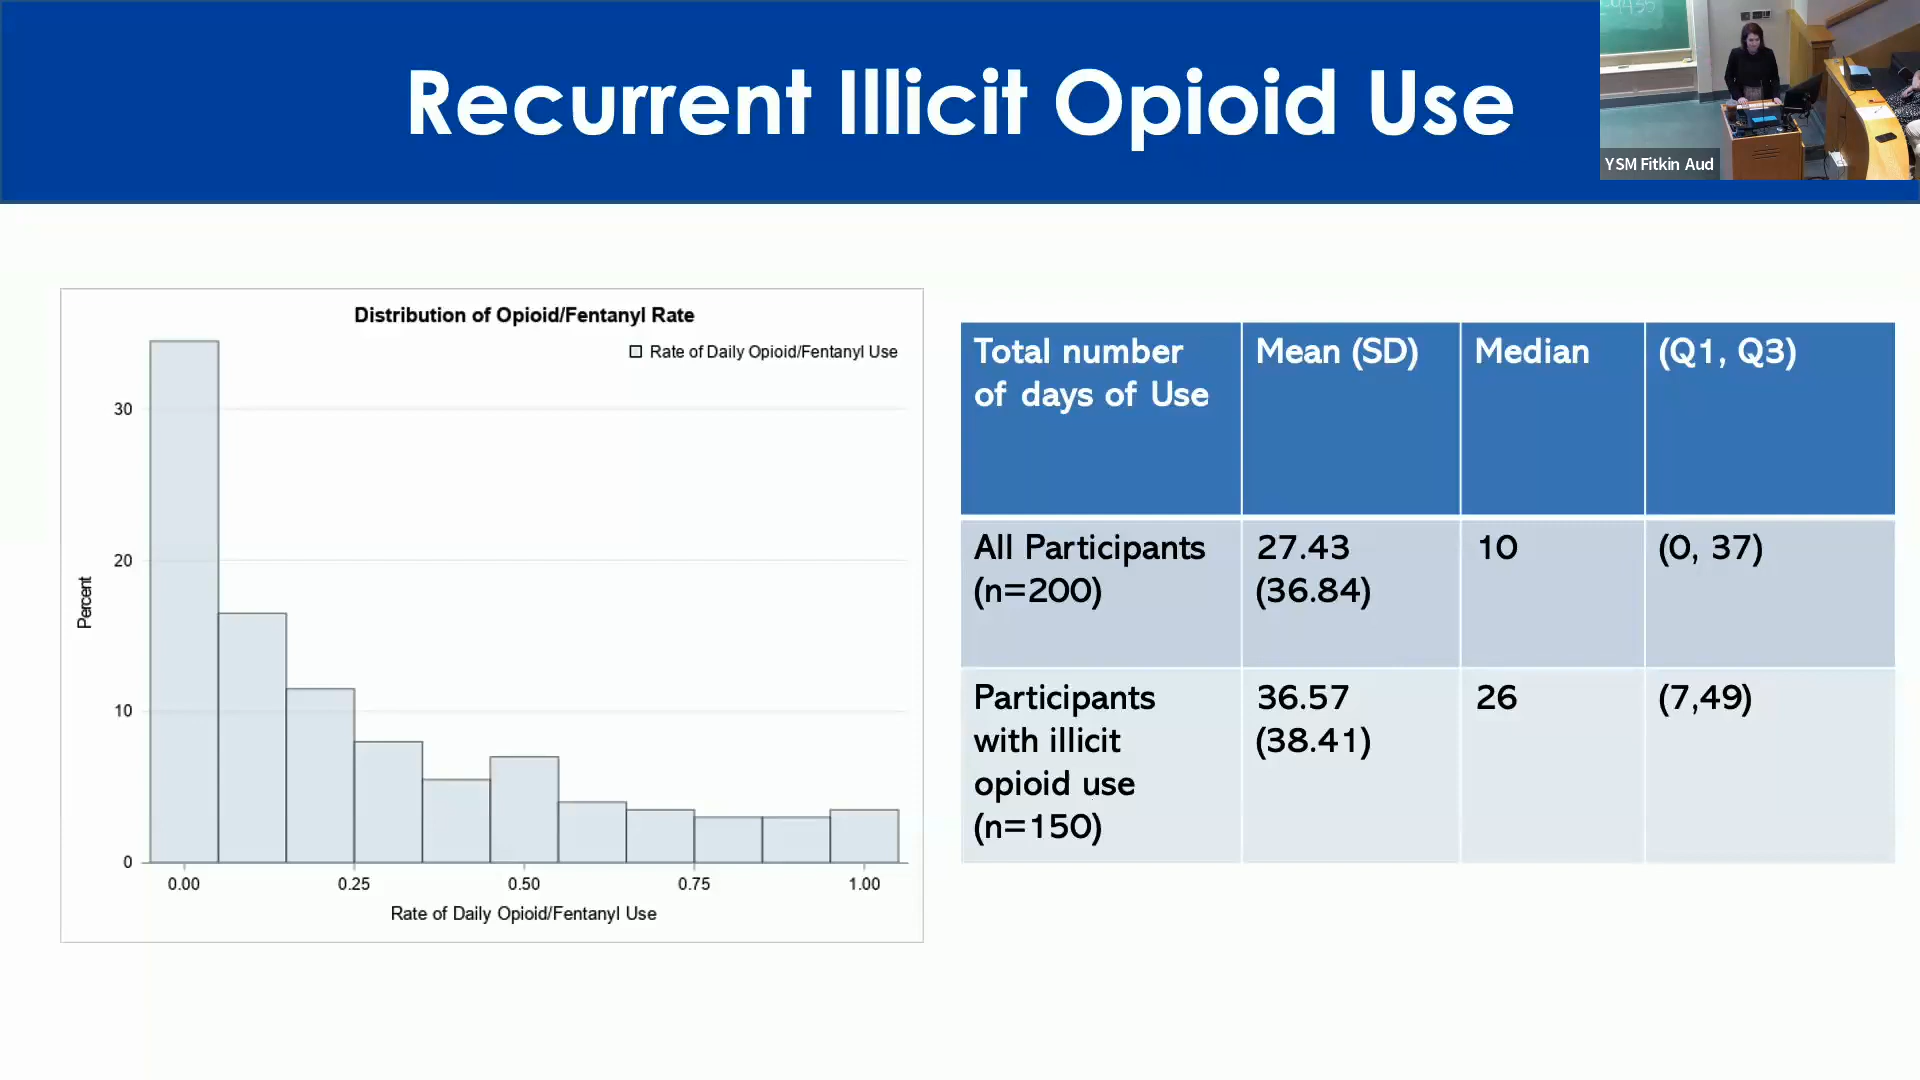 Recurrent Illicit Opioid Use
YSM Fitkin Aud
Distribution of Opioid/Fentanyl Rate
Rate of Daily Opioid/Fentanyl Use
30
20
10
0
Percent
0.00 0.25 0.50 0.75 1.00
Rate of Daily Opioid/Fentanyl Use
Total number
of days of Use
Mean (SD)
Median
(Q1, Q3)
All Participants
(n=200)
27.43
(36.84)
10
(0, 37)
Participants
with illicit
opioid use
(n=150)
36.57
(38.41)
26
(7,49)